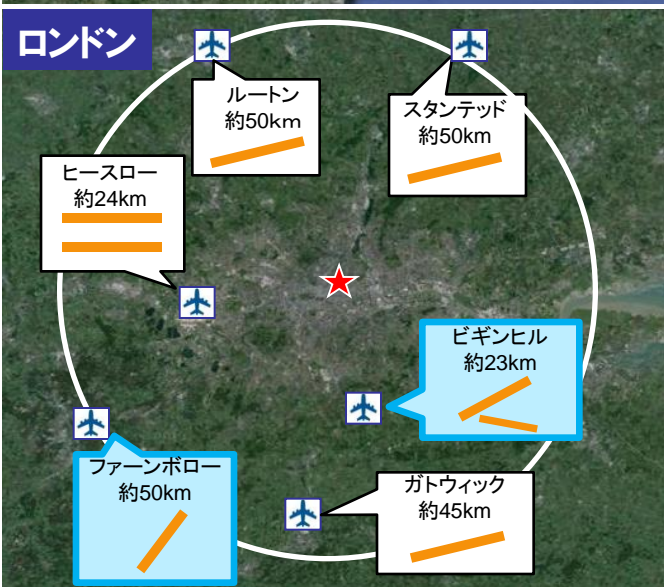 ロンドン
ルートン
約50km
スタンテッド
約50km
ヒースロー
約24km
ビギンヒル
約23km
ファーンボロー
約50km
ガトウィック
約45km